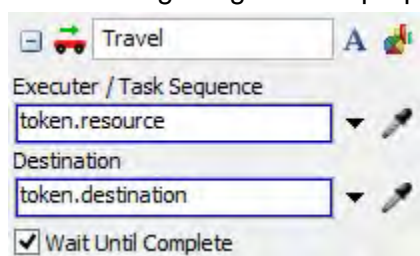 Travel A
Executer / Task Sequence
token.resource
Destination
token.destination
Wait Until Complete